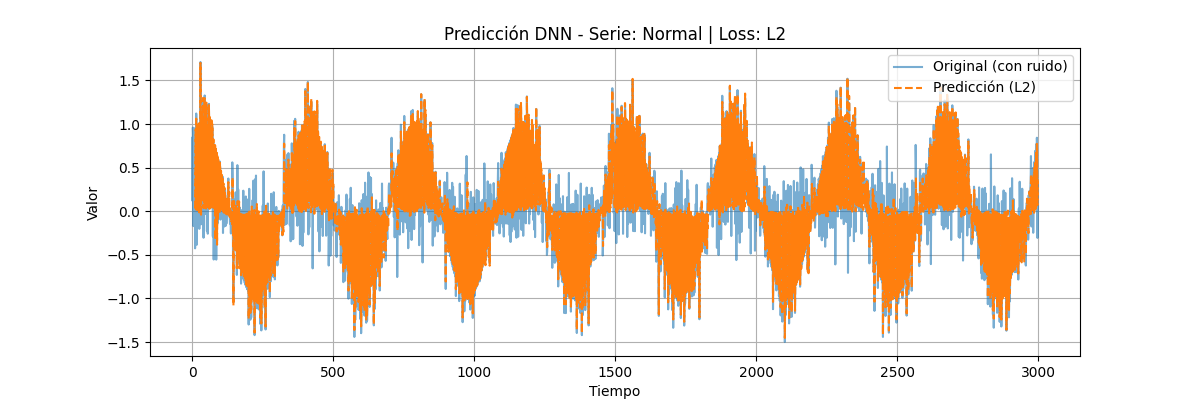 Predicción DNN - Serie: Normal | Loss: L2
Original (con ruido)
Predicción (L2)
Valor
1.5
1.0
0.5
0.0
−0.5
−1.0
−1.5
0 500 1000 1500 2000 2500 3000
Tiempo